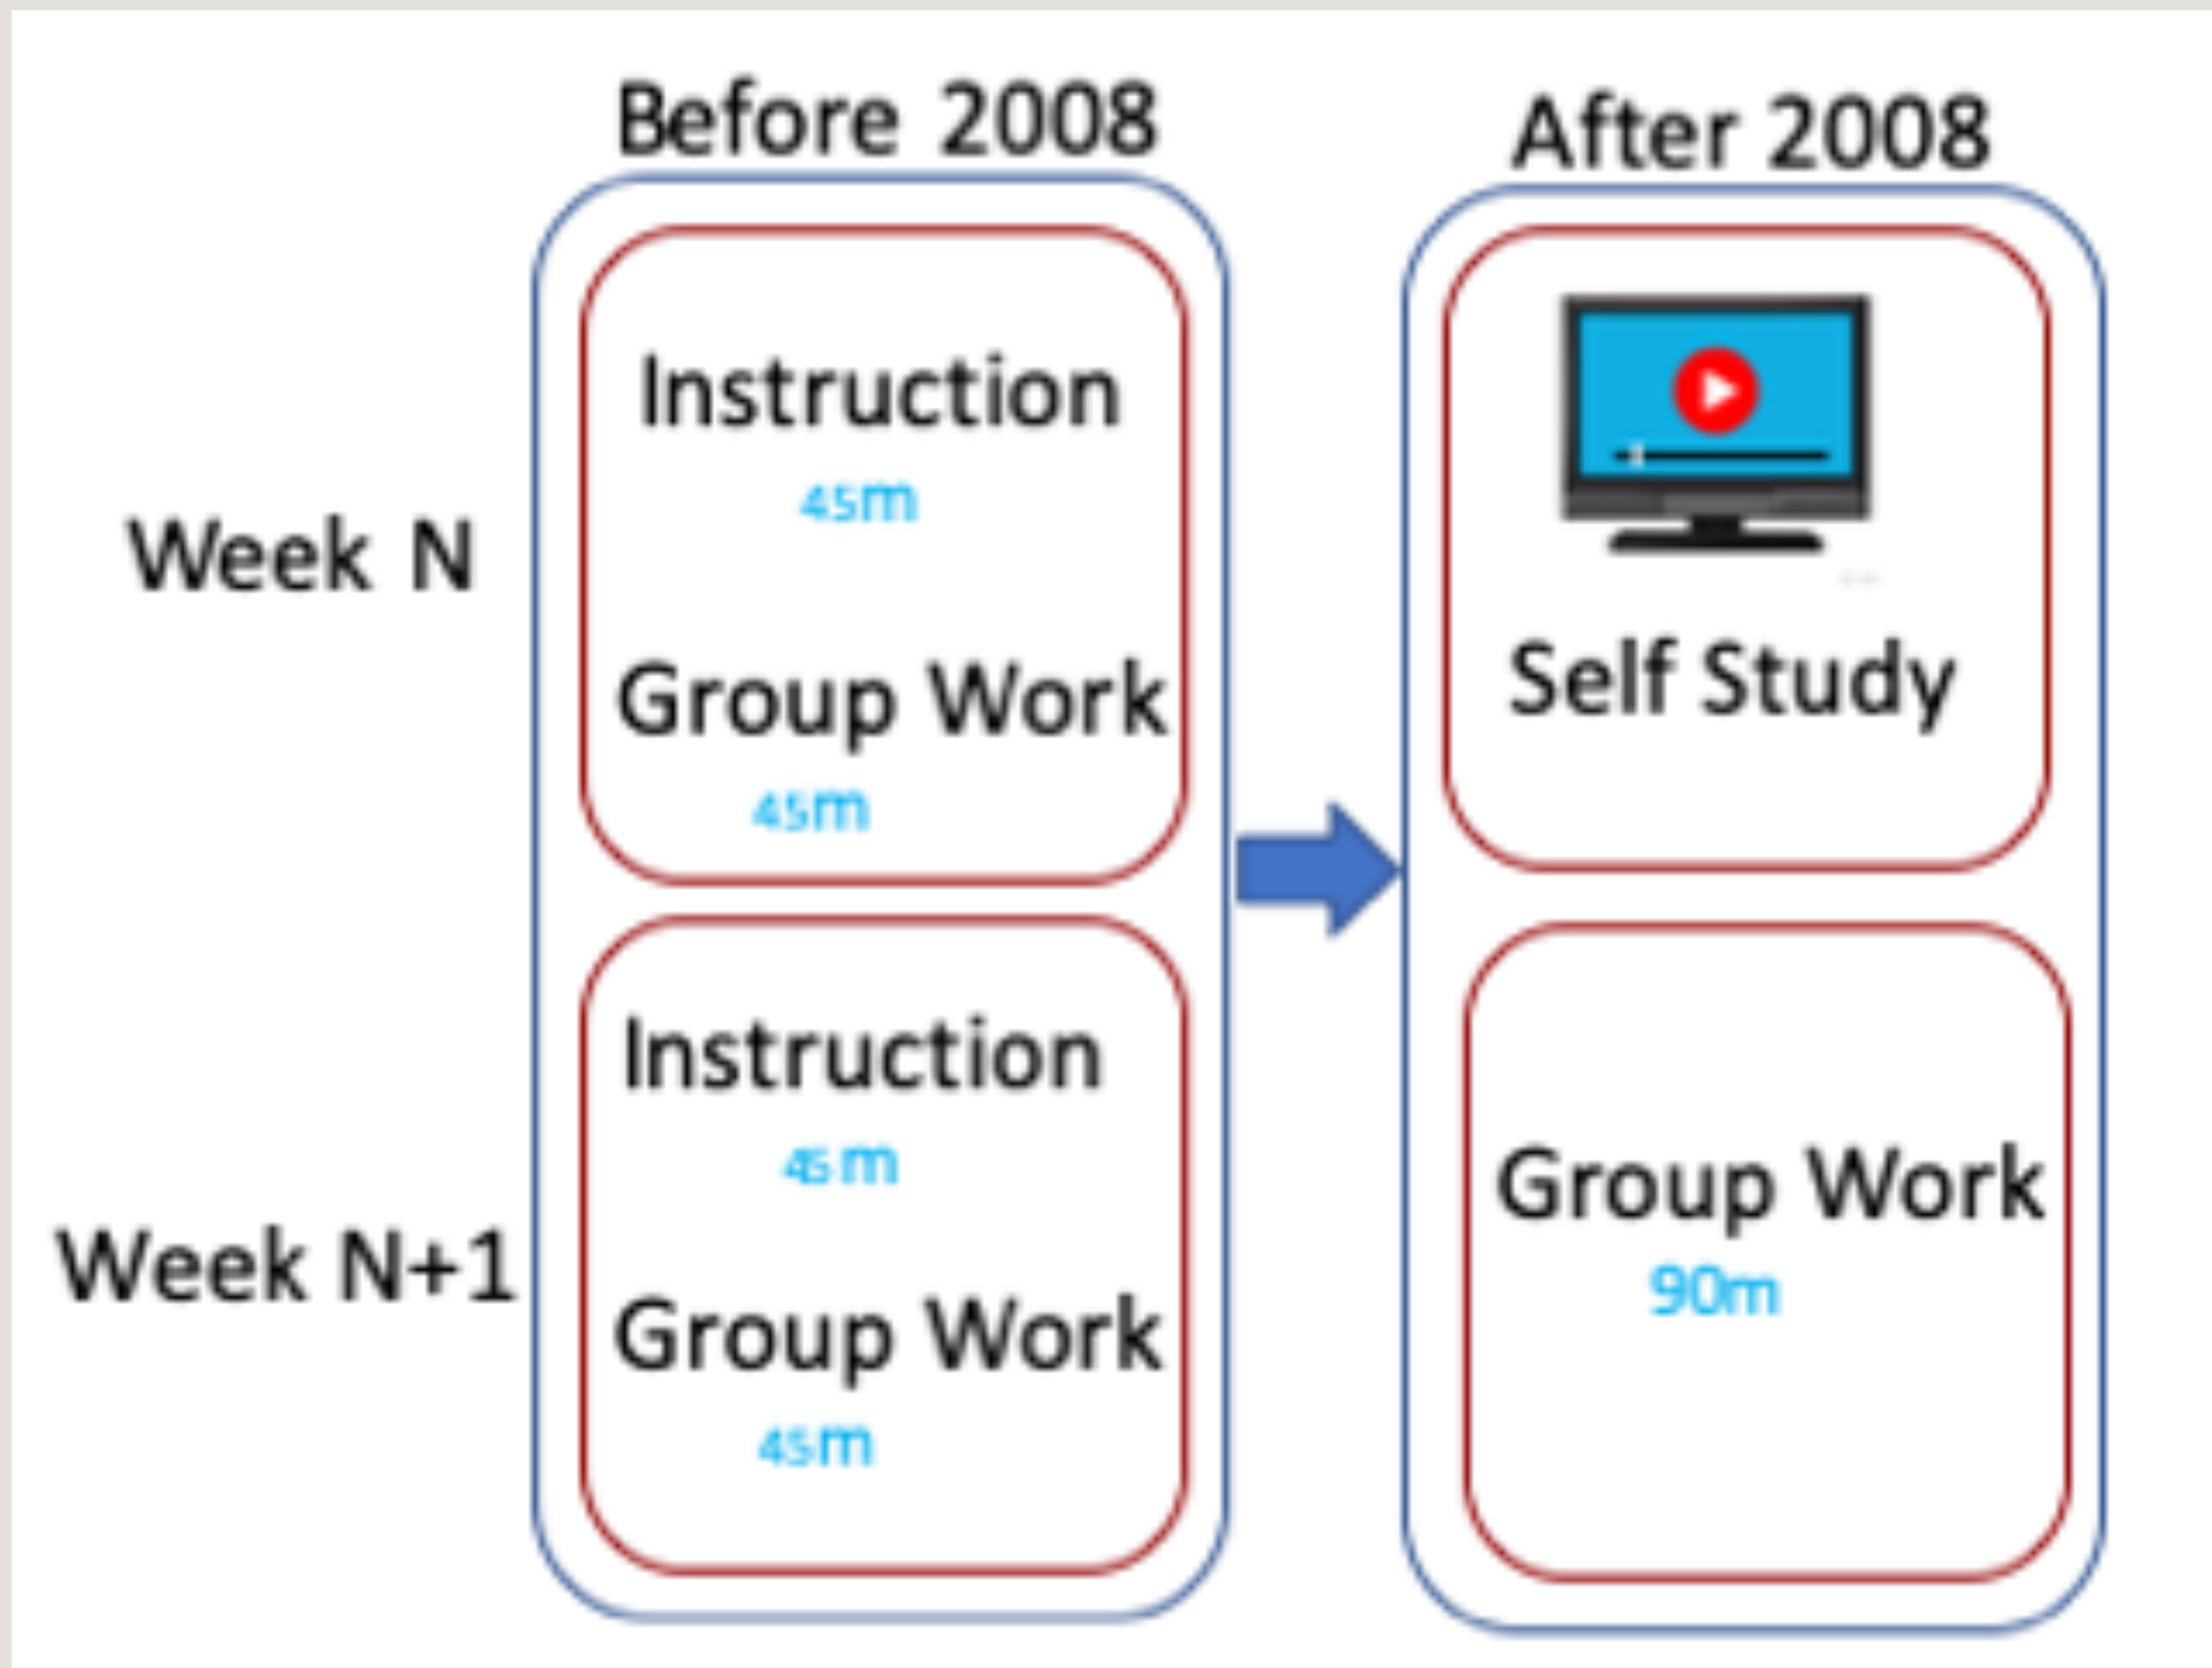 Before 2008
After 2008
Week N
Instruction
45m
Group Work
45m
Self Study
Week N+1
Instruction
45m
Group Work
45m
Group Work
90m